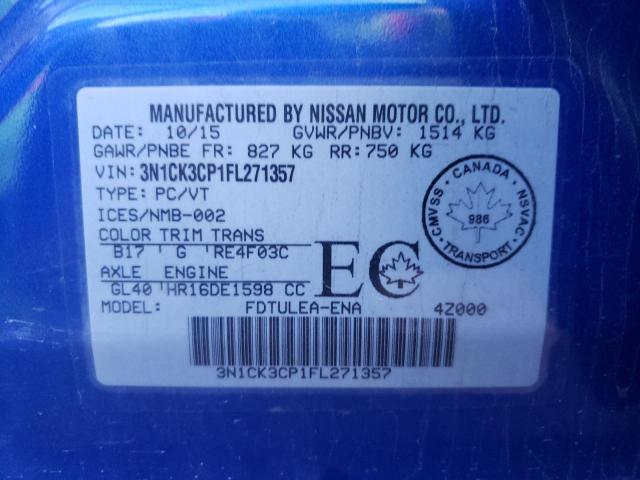 MANUFACTURED BY NISSAN MOTOR CO., LTD.
DATE: 10/15 GVWR/PNBV: 1514 KG
GAWR/PNBE FR: 827 KG RR: 750 KG
VIN: 3N1CK3CP1FL271357
TYPE: PC/VT
ICES/NMB-002
COLOR TRIM TRANS
B17 ' G ' RE4F03C
AXLE ENGINE
GL40 ' HR16DE1598 CC
EC
CANADA
CMVSS NSVAC
986
TRANSPORT
MODEL: FDTULEA-ENA 4Z000
3N1CK3CP1FL271357